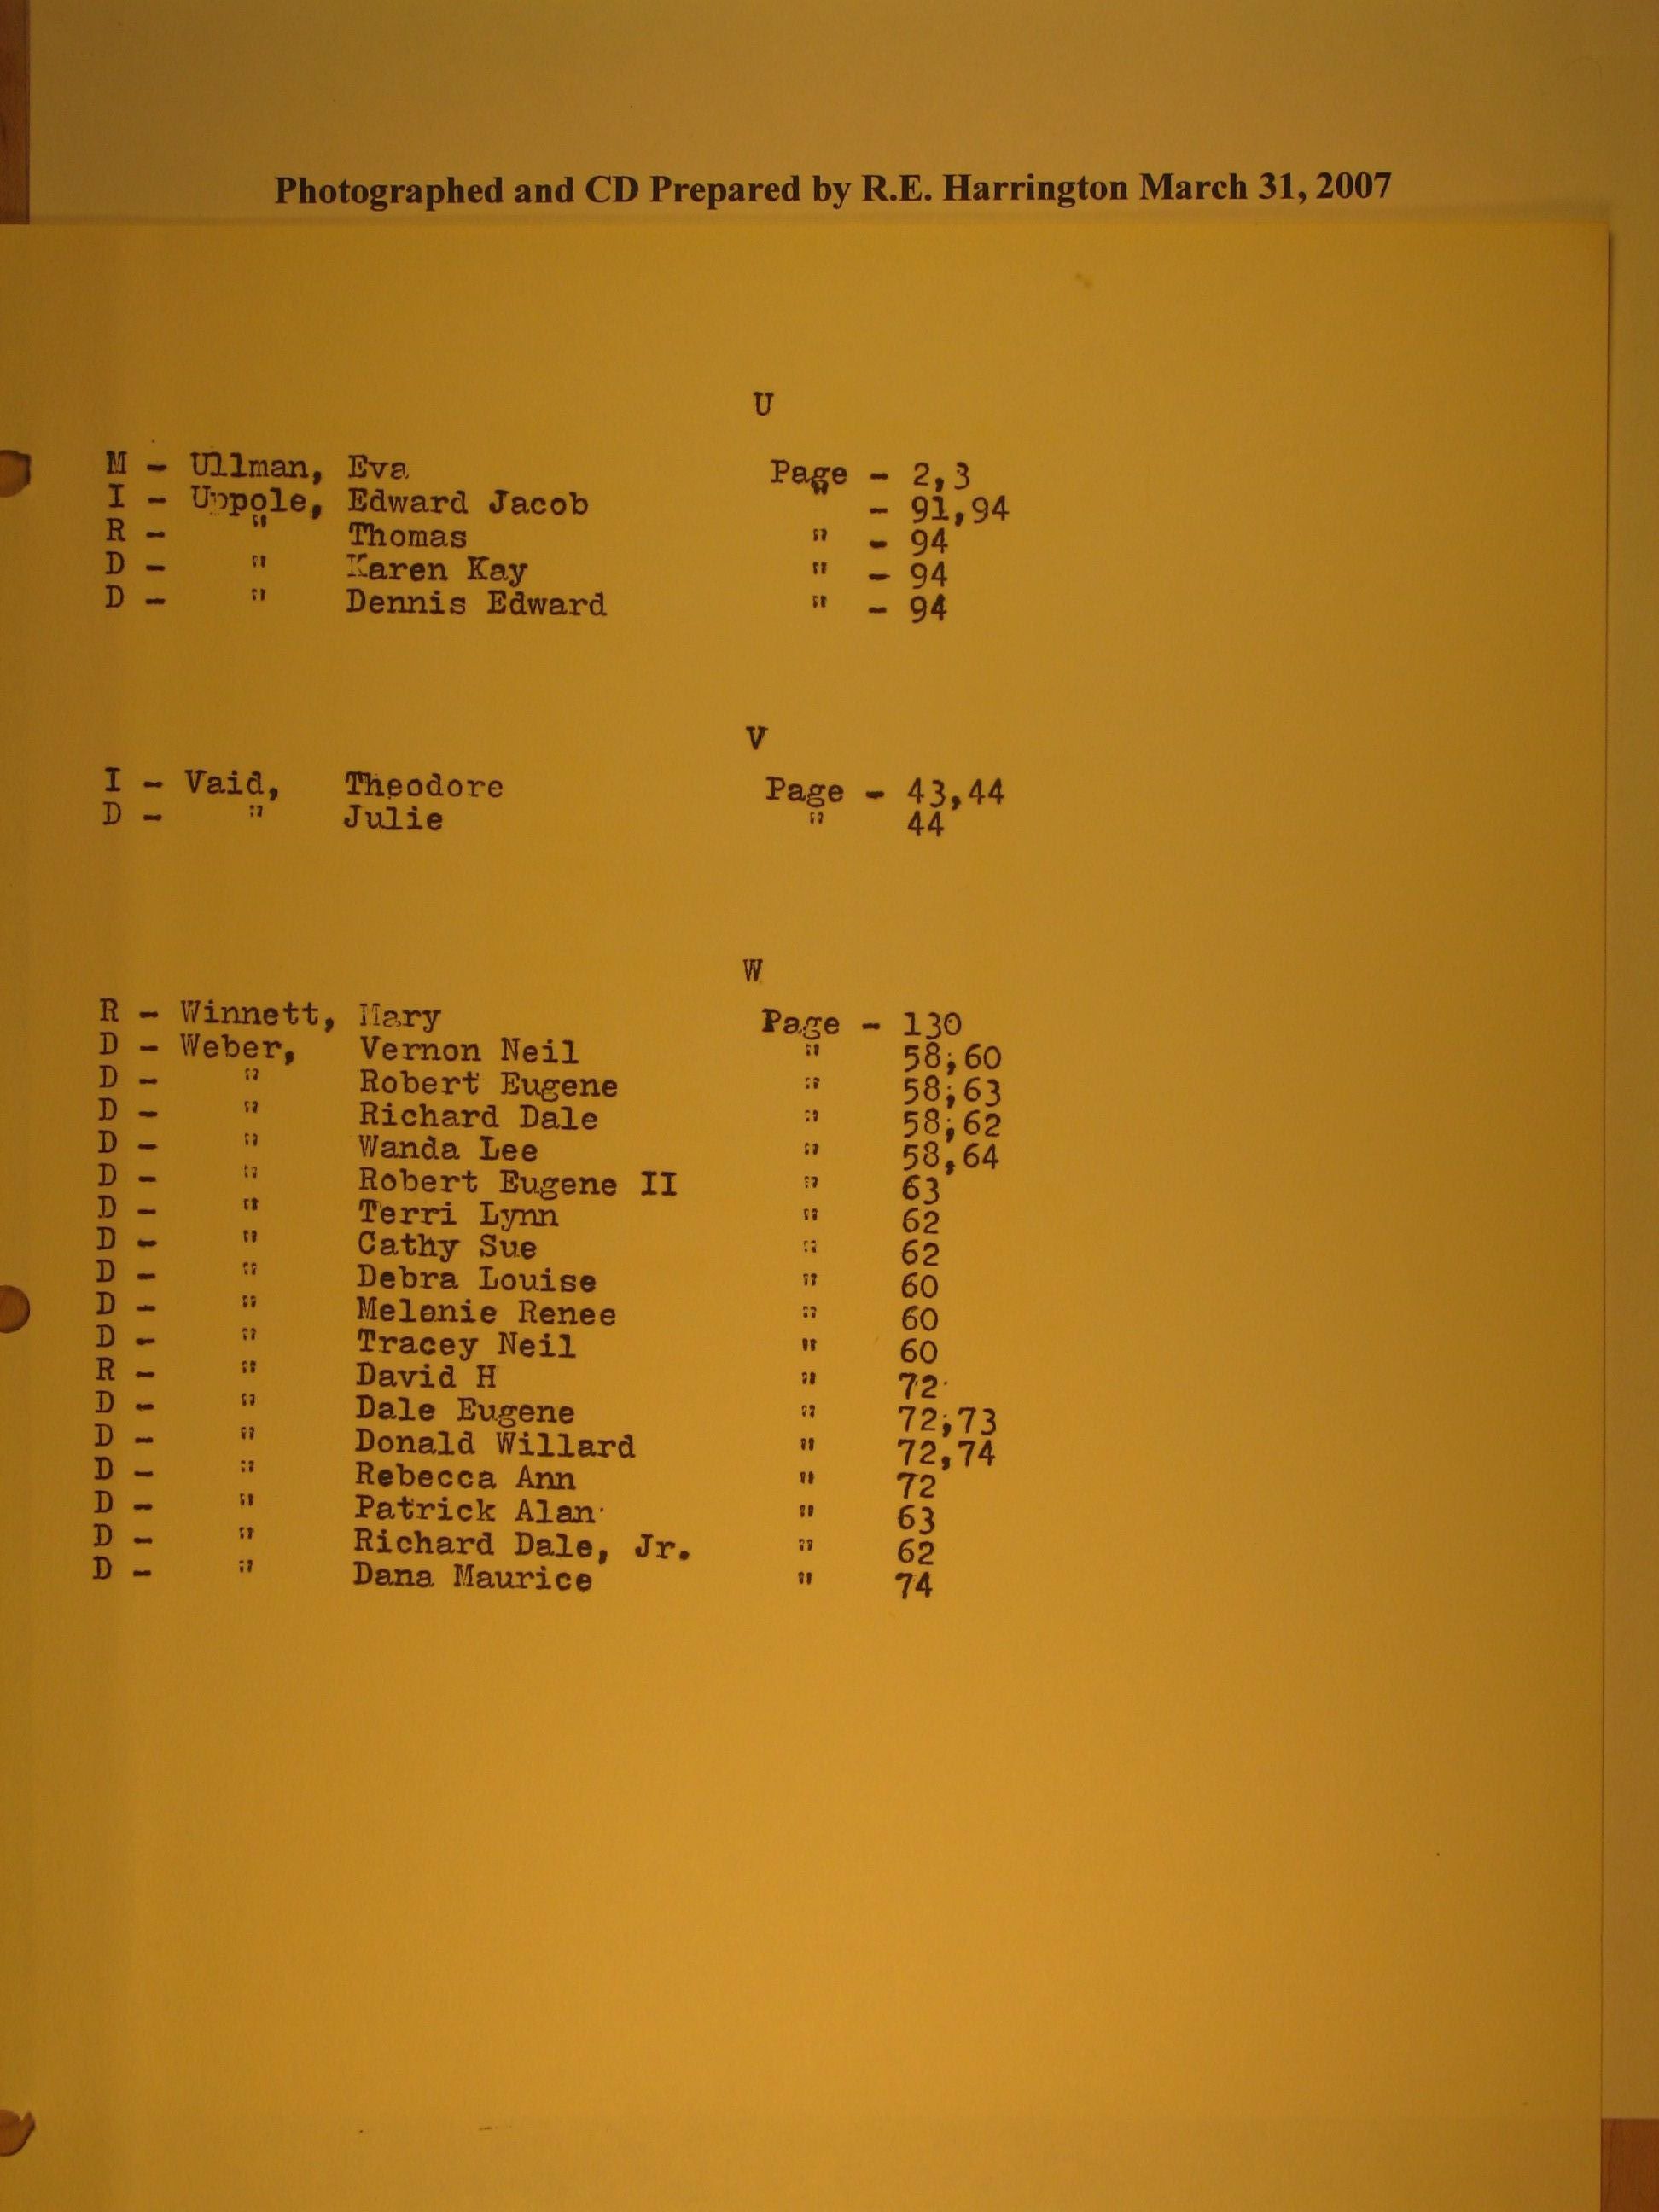 Photographed and CD Prepared by R.E. Harrington March 31, 2007
U
M - Ullman, Eva Page - 2,3
I - Uppole, Edward Jacob " - 91,94
R - " Thomas " - 94
D - " Karen Kay " - 94
D - " Dennis Edward " - 94
V
I - Vaid, Theodore Page - 43,44
D - " Julie " 44
W
R - Winnett, Mary Page - 130
D - Weber, Vernon Neil " 58,60
D - " Robert Eugene " 58,63
D - " Richard Dale " 58,62
D - " Wanda Lee " 58,64
D - " Robert Eugene II " 63
D - " Terri Lynn " 62
D - " Cathy Sue " 62
D - " Debra Louise " 60
D - " Melanie Renee " 60
D - " Tracey Neil " 60
R - " David H " 72
D - " Dale Eugene " 72,73
D - " Donald Willard " 72,74
D - " Rebecca Ann " 72
D - " Patrick Alan " 63
D - " Richard Dale, Jr. " 62
D - " Dana Maurice " 74